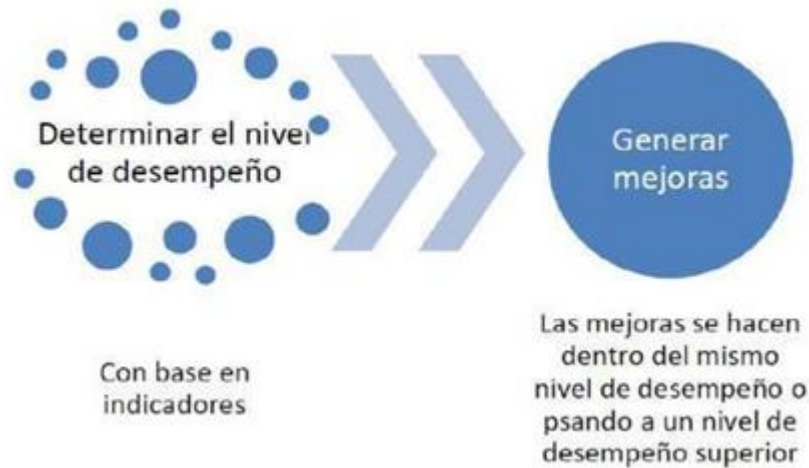 Determinar el nivel
de desempeño
Generar
mejoras
Con base en
indicadores
Las mejoras se hacen
dentro del mismo
nivel de desempeño o
psando a un nivel de
desempeño superior